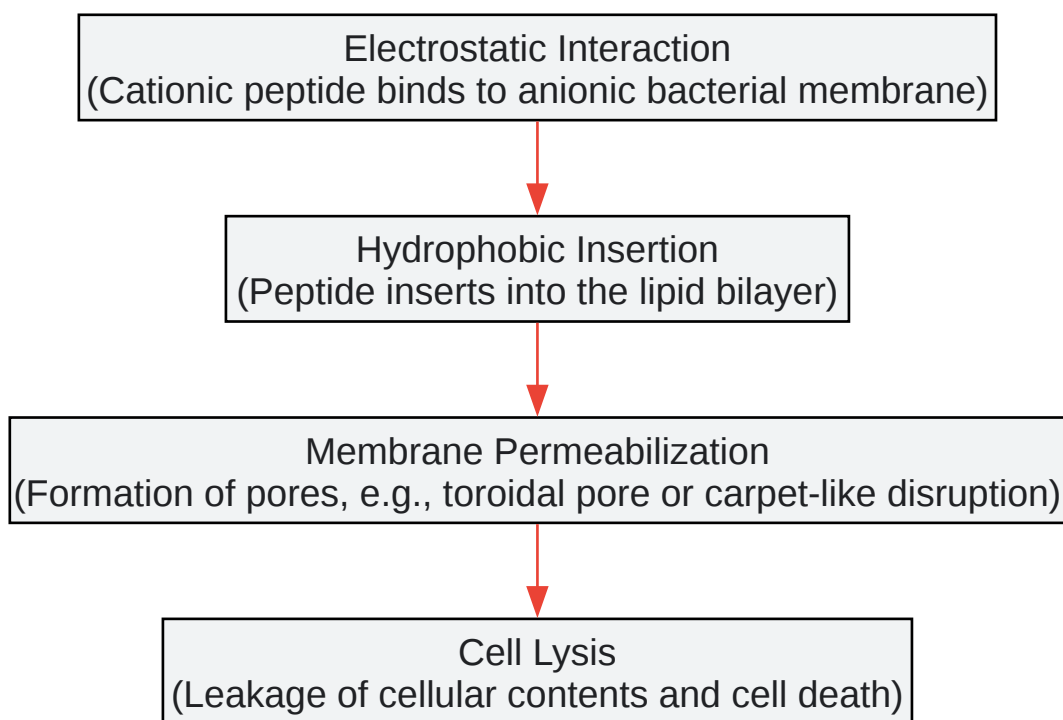 Electrostatic Interaction
(Cationic peptide binds to anionic bacterial membrane)
Hydrophobic Insertion
(Peptide inserts into the lipid bilayer)
Membrane Permeabilization
(Formation of pores, e.g., toroidal pore or carpet-like disruption)
Cell Lysis
(Leakage of cellular contents and cell death)